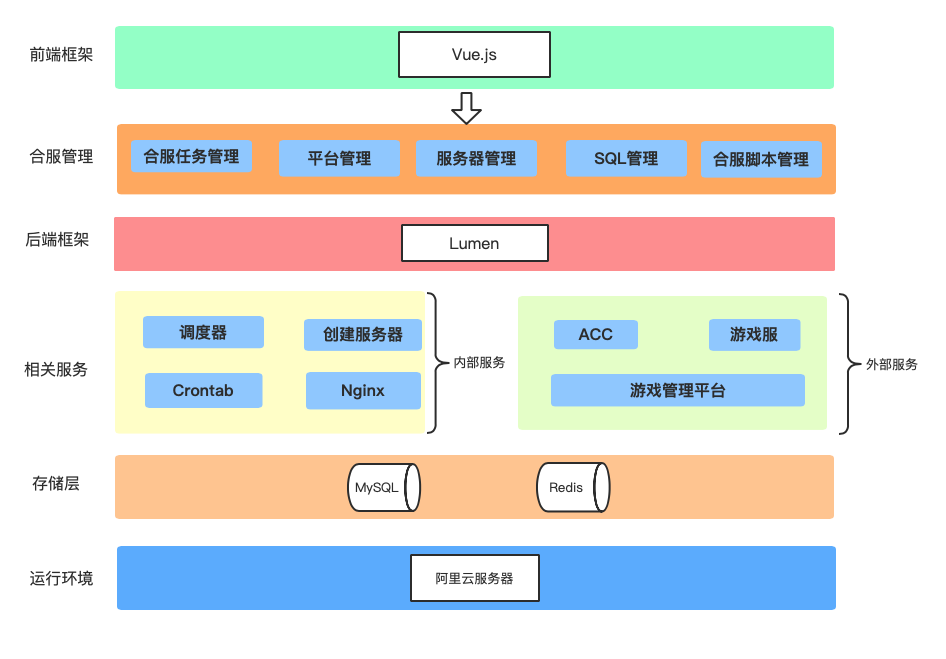 前端框架
Vue.js
合服管理
合服任务管理
平台管理
服务器管理
SQL管理
合服脚本管理
后端框架
Lumen
相关服务
调度器
创建服务器
Crontab
Nginx
内部服务
ACC
游戏服
游戏管理平台
外部服务
存储层
MySQL
Redis
运行环境
阿里云服务器